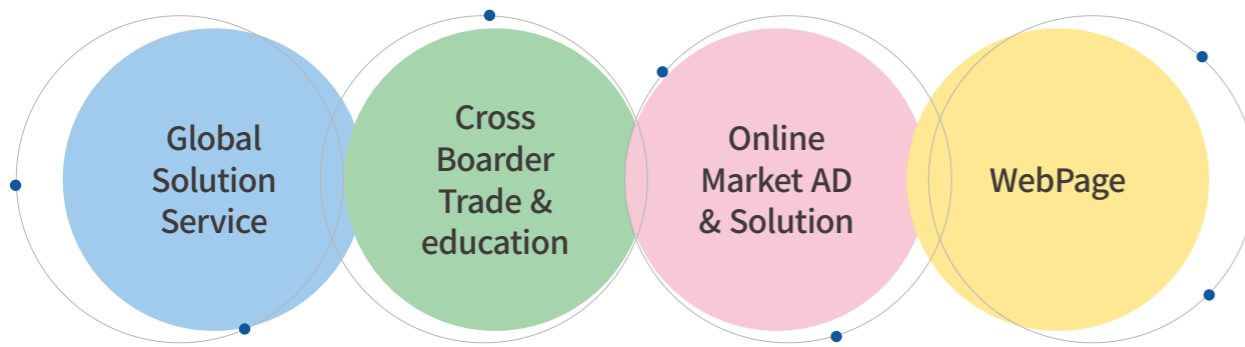 Global
Solution
Service
Cross
Boarder
Trade &
education
Online
Market AD
& Solution
WebPage